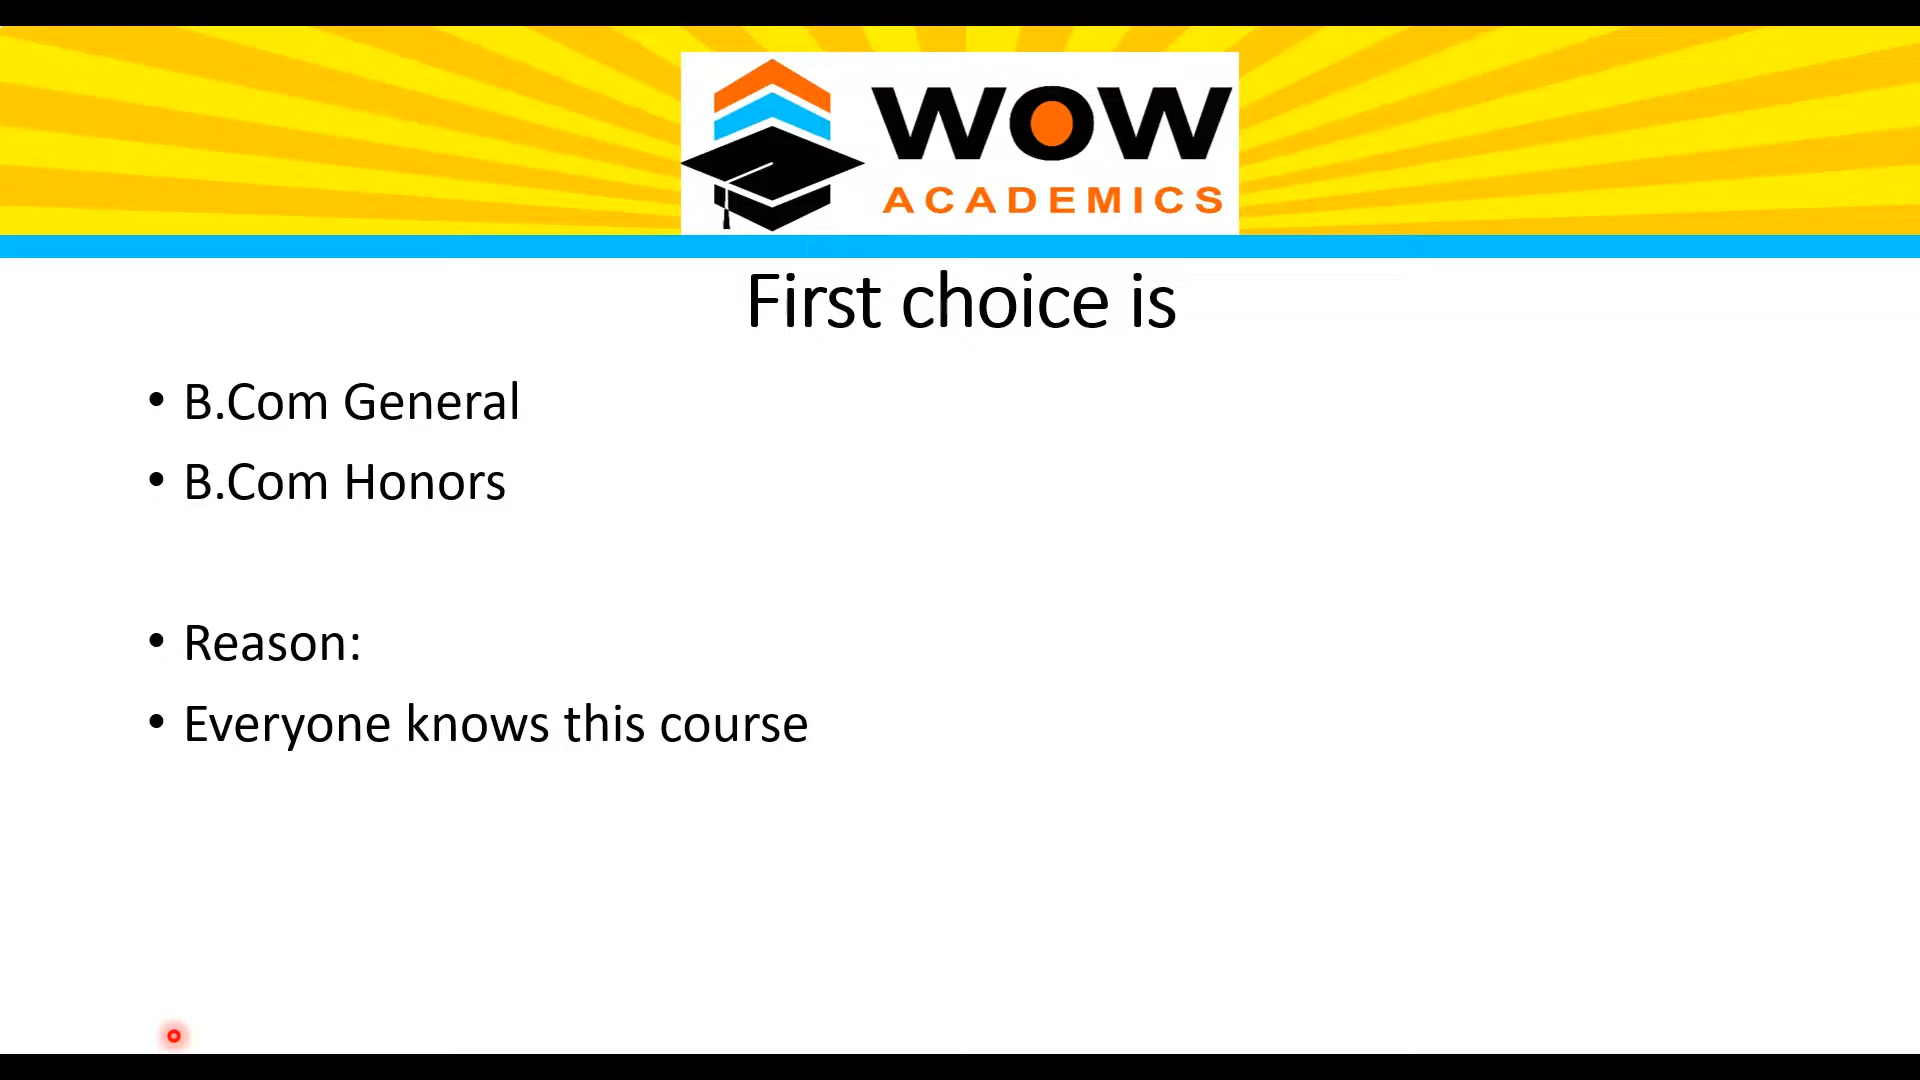 WOW
ACADEMICS
First choice is
• B.Com General
• B.Com Honors
• Reason:
• Everyone knows this course